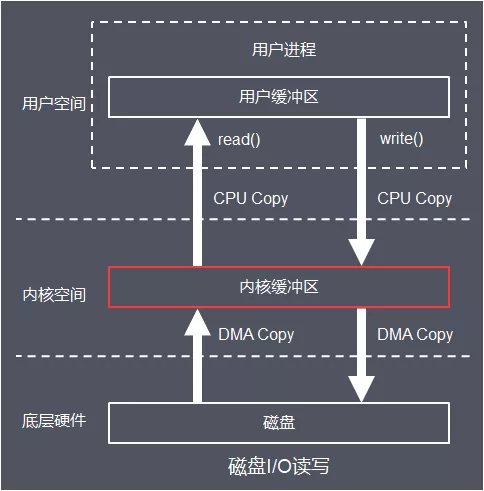 用户进程
用户缓冲区
用户空间
read()
write()
CPU Copy
CPU Copy
内核缓冲区
内核空间
DMA Copy
DMA Copy
磁盘
底层硬件
磁盘I/O读写